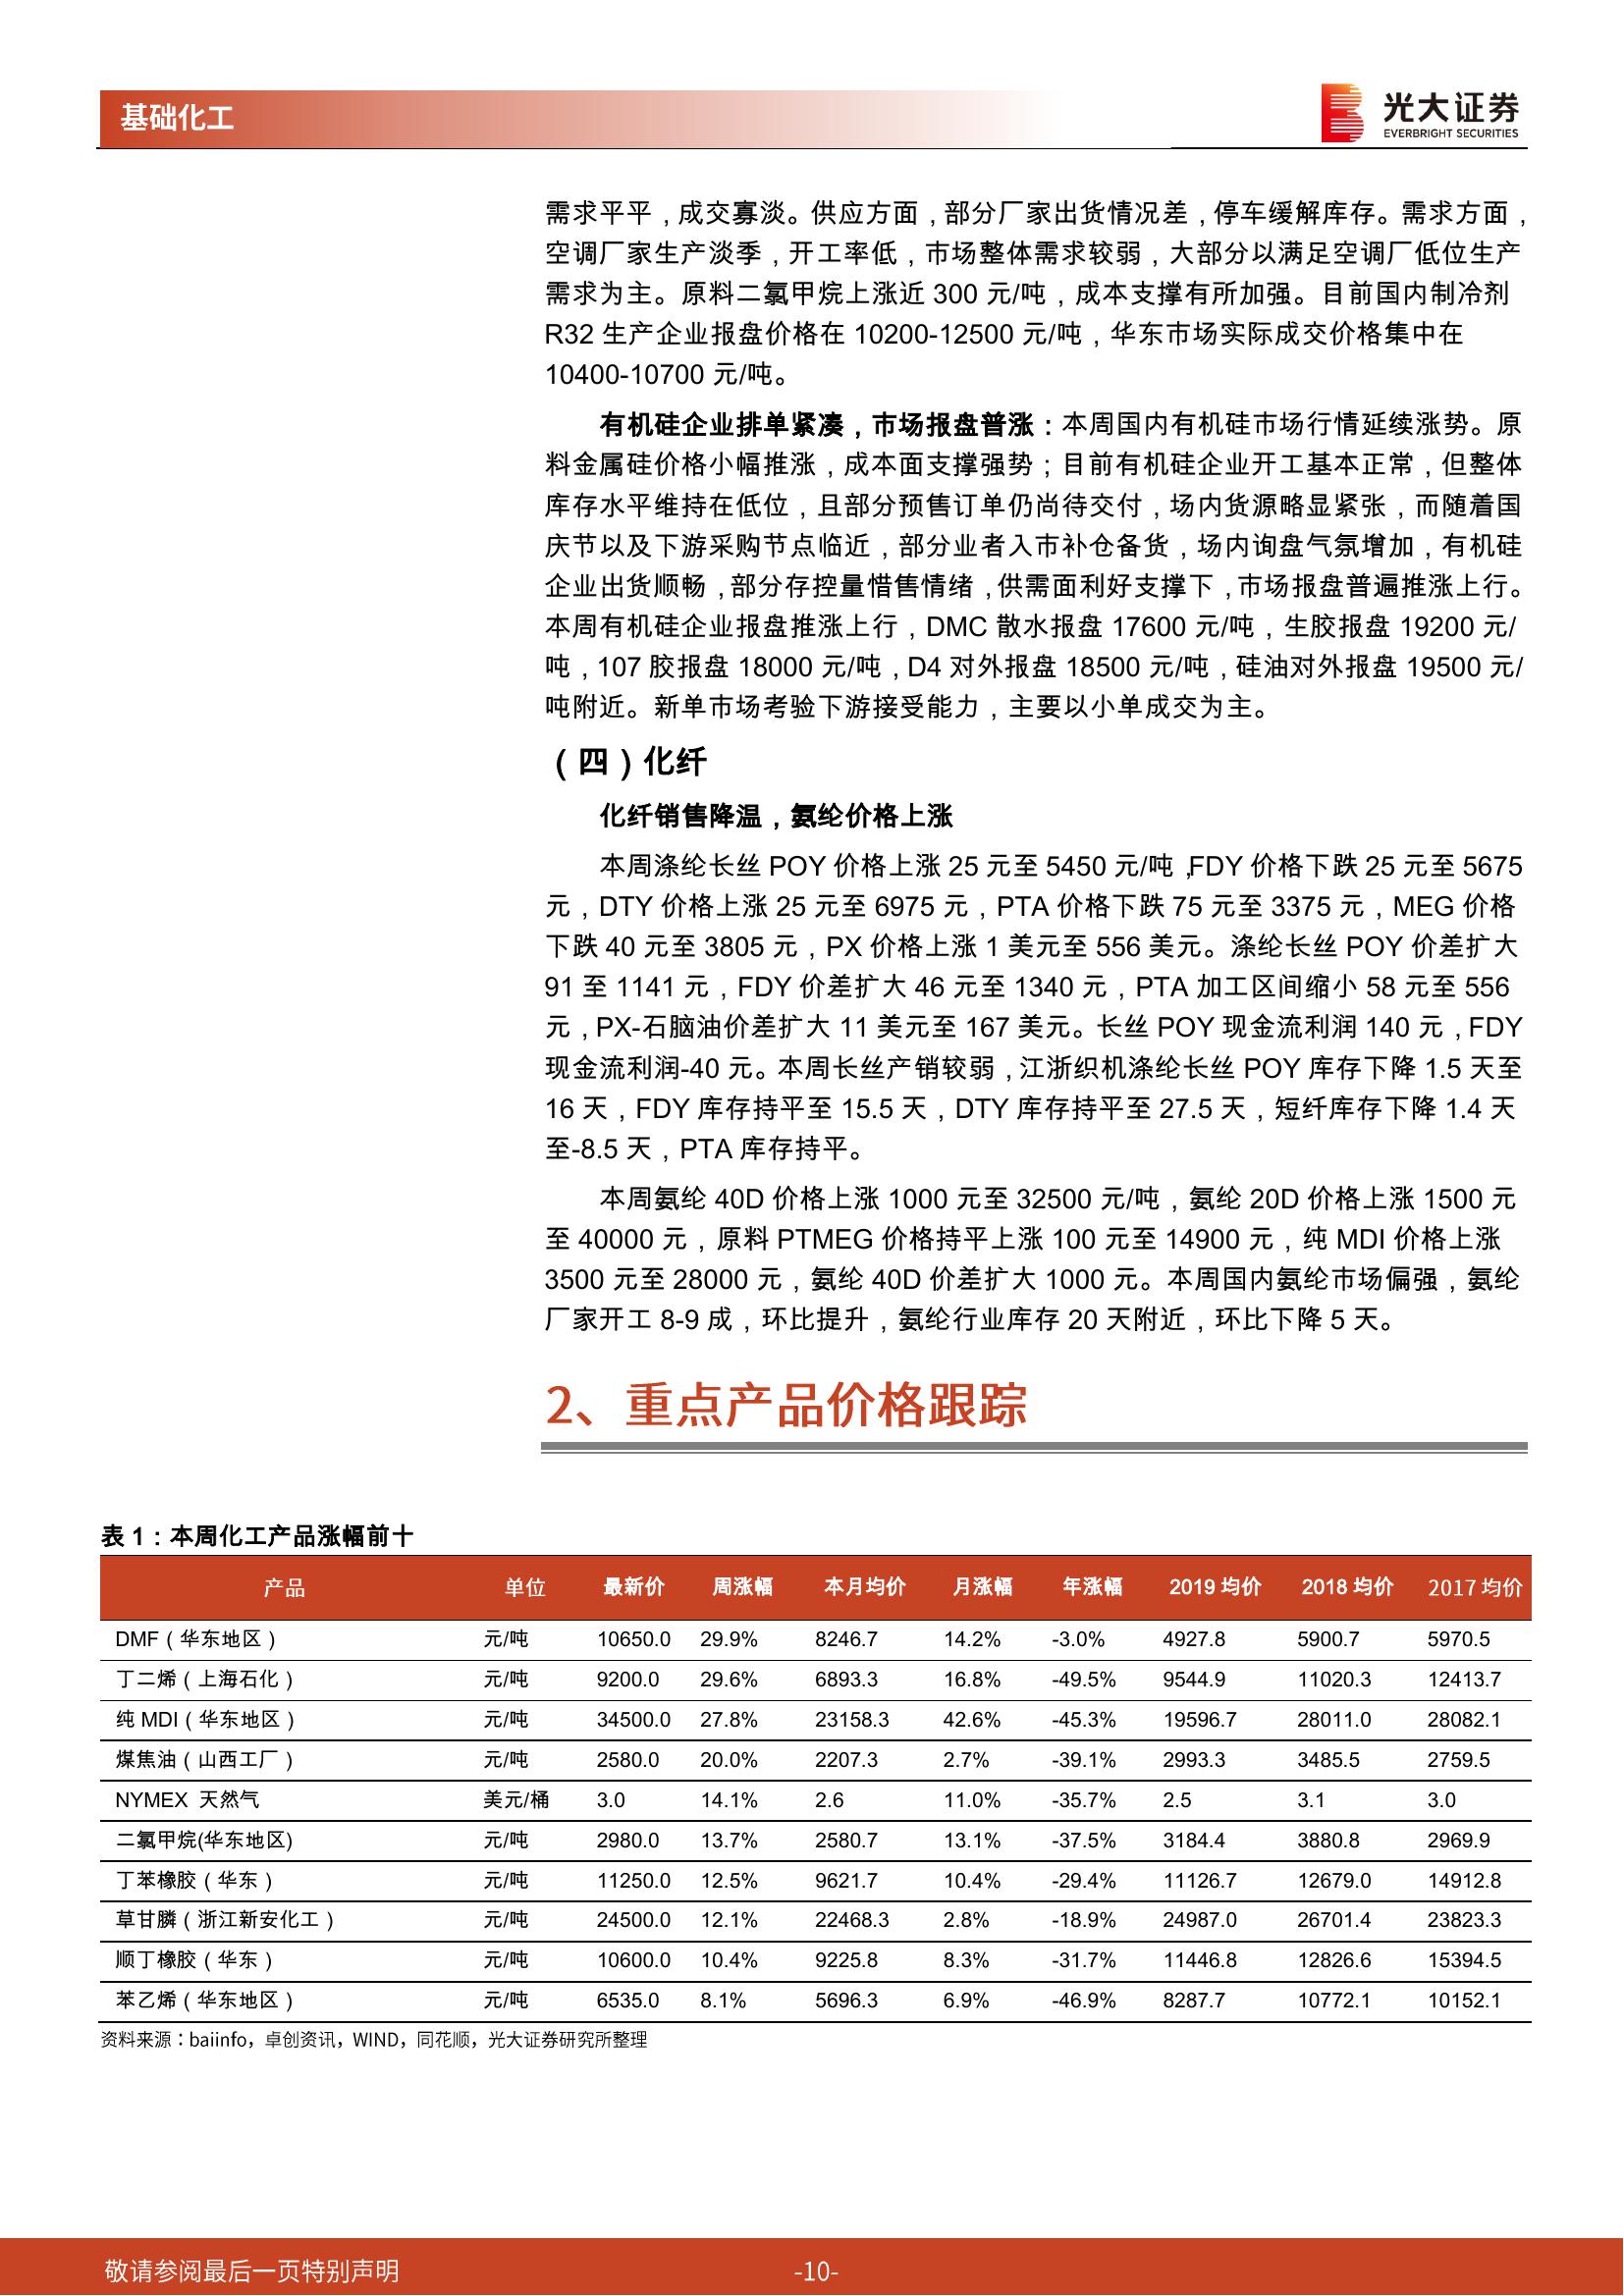 基础化工
光大证券
EVERBRIGHT SECURITIES
需求平平，成交寡淡。供应方面，部分厂家出货情况差，停车缓解库存。需求方面，
空调厂家生产淡季，开工率低，市场整体需求较弱，大部分以满足空调厂低位生产
需求为主。原料二氯甲烷上涨近 300 元/吨，成本支撑有所加强。目前国内制冷剂
R32 生产企业报盘价格在 10200-12500 元/吨，华东市场实际成交价格集中在
10400-10700 元/吨。
有机硅企业排单紧凑，市场报盘普涨：本周国内有机硅市场行情延续涨势。原
料金属硅价格小幅推涨，成本面支撑强势；目前有机硅企业开工基本正常，但整体
库存水平维持在低位，且部分预售订单仍尚待交付，场内货源略显紧张，而随着国
庆节以及下游采购节点临近，部分业者入市补仓备货，场内询盘气氛增加，有机硅
企业出货顺畅，部分存控量惜售情绪，供需面利好支撑下，市场报盘普遍推涨上行。
本周有机硅企业报盘推涨上行，DMC 散水报盘 17600 元/吨，生胶报盘 19200 元/
吨，107 胶报盘 18000 元/吨，D4 对外报盘 18500 元/吨，硅油对外报盘 19500 元/
吨附近。新单市场考验下游接受能力，主要以小单成交为主。
（四）化纤
化纤销售降温，氨纶价格上涨
本周涤纶长丝 POY 价格上涨 25 元至 5450 元/吨，FDY 价格下跌 25 元至 5675
元，DTY 价格上涨 25 元至 6975 元，PTA 价格下跌 75 元至 3375 元，MEG 价格
下跌 40 元至 3805 元，PX 价格上涨 1 美元至 556 美元。涤纶长丝 POY 价差扩大
91 至 1141 元，FDY 价差扩大 46 元至 1340 元，PTA 加工区间缩小 58 元至 556
元，PX-石脑油价差扩大 11 美元至 167 美元。长丝 POY 现金流利润 140 元，FDY
现金流利润-40 元。本周长丝产销较弱，江浙织机涤纶长丝 POY 库存下降 1.5 天至
16 天，FDY 库存持平至 15.5 天，DTY 库存持平至 27.5 天，短纤库存下降 1.4 天
至-8.5 天，PTA 库存持平。
本周氨纶 40D 价格上涨 1000 元至 32500 元/吨，氨纶 20D 价格上涨 1500 元
至 40000 元，原料 PTMEG 价格持平上涨 100 元至 14900 元，纯 MDI 价格上涨
3500 元至 28000 元，氨纶 40D 价差扩大 1000 元。本周国内氨纶市场偏强，氨纶
厂家开工 8-9 成，环比提升，氨纶行业库存 20 天附近，环比下降 5 天。
2、重点产品价格跟踪
表 1：本周化工产品涨幅前十
产品 单位 最新价 周涨幅 本月均价 月涨幅 年涨幅 2019 均价 2018 均价 2017 均价
DMF（华东地区） 元/吨 10650.0 29.9% 8246.7 14.2% -3.0% 4927.8 5900.7 5970.5
丁二烯（上海石化） 元/吨 9200.0 29.6% 6893.3 16.8% -49.5% 9544.9 11020.3 12413.7
纯 MDI（华东地区） 元/吨 34500.0 27.8% 23158.3 42.6% -45.3% 19596.7 28011.0 28082.1
煤焦油（山西工厂） 元/吨 2580.0 20.0% 2207.3 2.7% -39.1% 2993.3 3485.5 2759.5
NYMEX 天然气 美元/桶 3.0 14.1% 2.6 11.0% -35.7% 2.5 3.1 3.0
二氯甲烷(华东地区) 元/吨 2980.0 13.7% 2580.7 13.1% -37.5% 3184.4 3880.8 2969.9
丁苯橡胶（华东） 元/吨 11250.0 12.5% 9621.7 10.4% -29.4% 11126.7 12679.0 14912.8
草甘膦（浙江新安化工） 元/吨 24500.0 12.1% 22468.3 2.8% -18.9% 24987.0 26701.4 23823.3
顺丁橡胶（华东） 元/吨 10600.0 10.4% 9225.8 8.3% -31.7% 11446.8 12826.6 15394.5
苯乙烯（华东地区） 元/吨 6535.0 8.1% 5696.3 6.9% -46.9% 8287.7 10772.1 10152.1
资料来源：baiinfo，卓创资讯，WIND，同花顺，光大证券研究所整理
敬请参阅最后一页特别声明 -10-